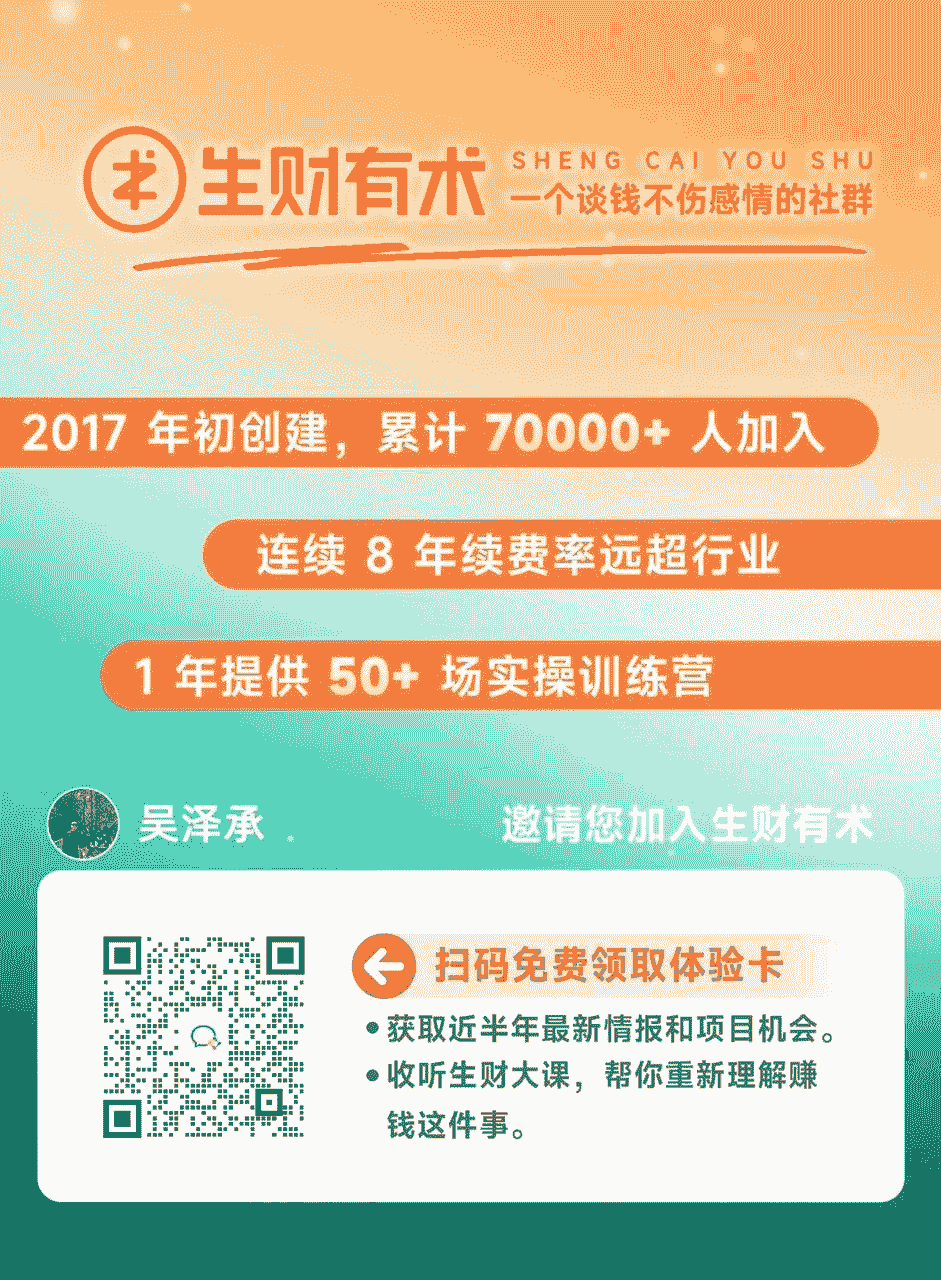 生财有术
SHENG CAI YOU SHU
一个谈钱不伤感情的社群
2017 年初创建，累计 70000+ 人加入
连续 8 年续费率远超行业
1 年提供 50+ 场实操训练营
吴泽承 .
邀请您加入生财有术
扫码免费领取体验卡
•获取近半年最新情报和项目机会。
•收听生财大课，帮你重新理解赚
钱这件事。